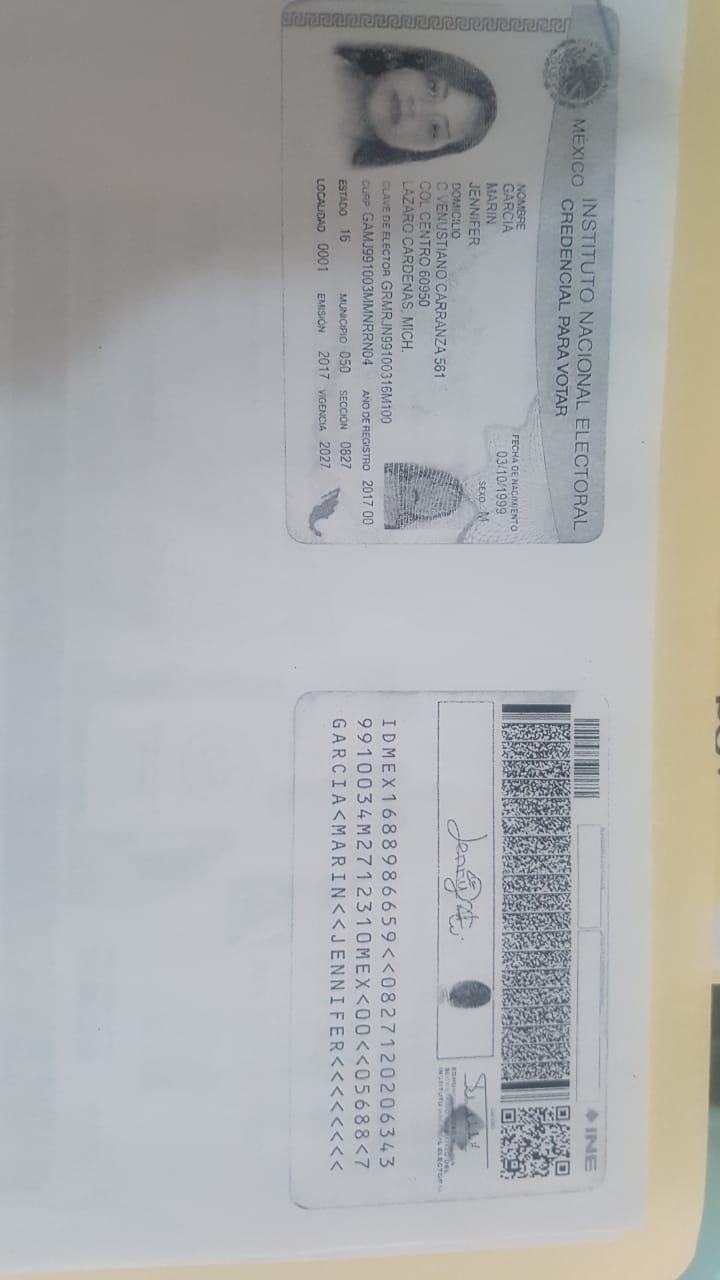 MÉXICO INSTITUTO NACIONAL ELECTORAL
CREDENCIAL PARA VOTAR
NOMBRE
GARCIA
MARIN
JENNIFER
FECHA DE NACIMIENTO
03/10/1999
SEXO M
DOMICILIO
C VENUSTIANO CARRANZA 561
COL CENTRO 60950
LAZARO CARDENAS, MICH.
CLAVE DE ELECTOR GRMRJN99100316M100
CURP GAMJ991003MMNRRN04 AÑO DE REGISTRO 2017 00
ESTADO 16 MUNICIPIO 050 SECCIÓN 0827
LOCALIDAD 0001 EMISIÓN 2017 VIGENCIA 2027
INE
IDMEX1688986659<<0827120206343
9910034M2712310MEX<00<<05688<7
GARCIA<MARIN<<JENNIFER<<<<<<<<